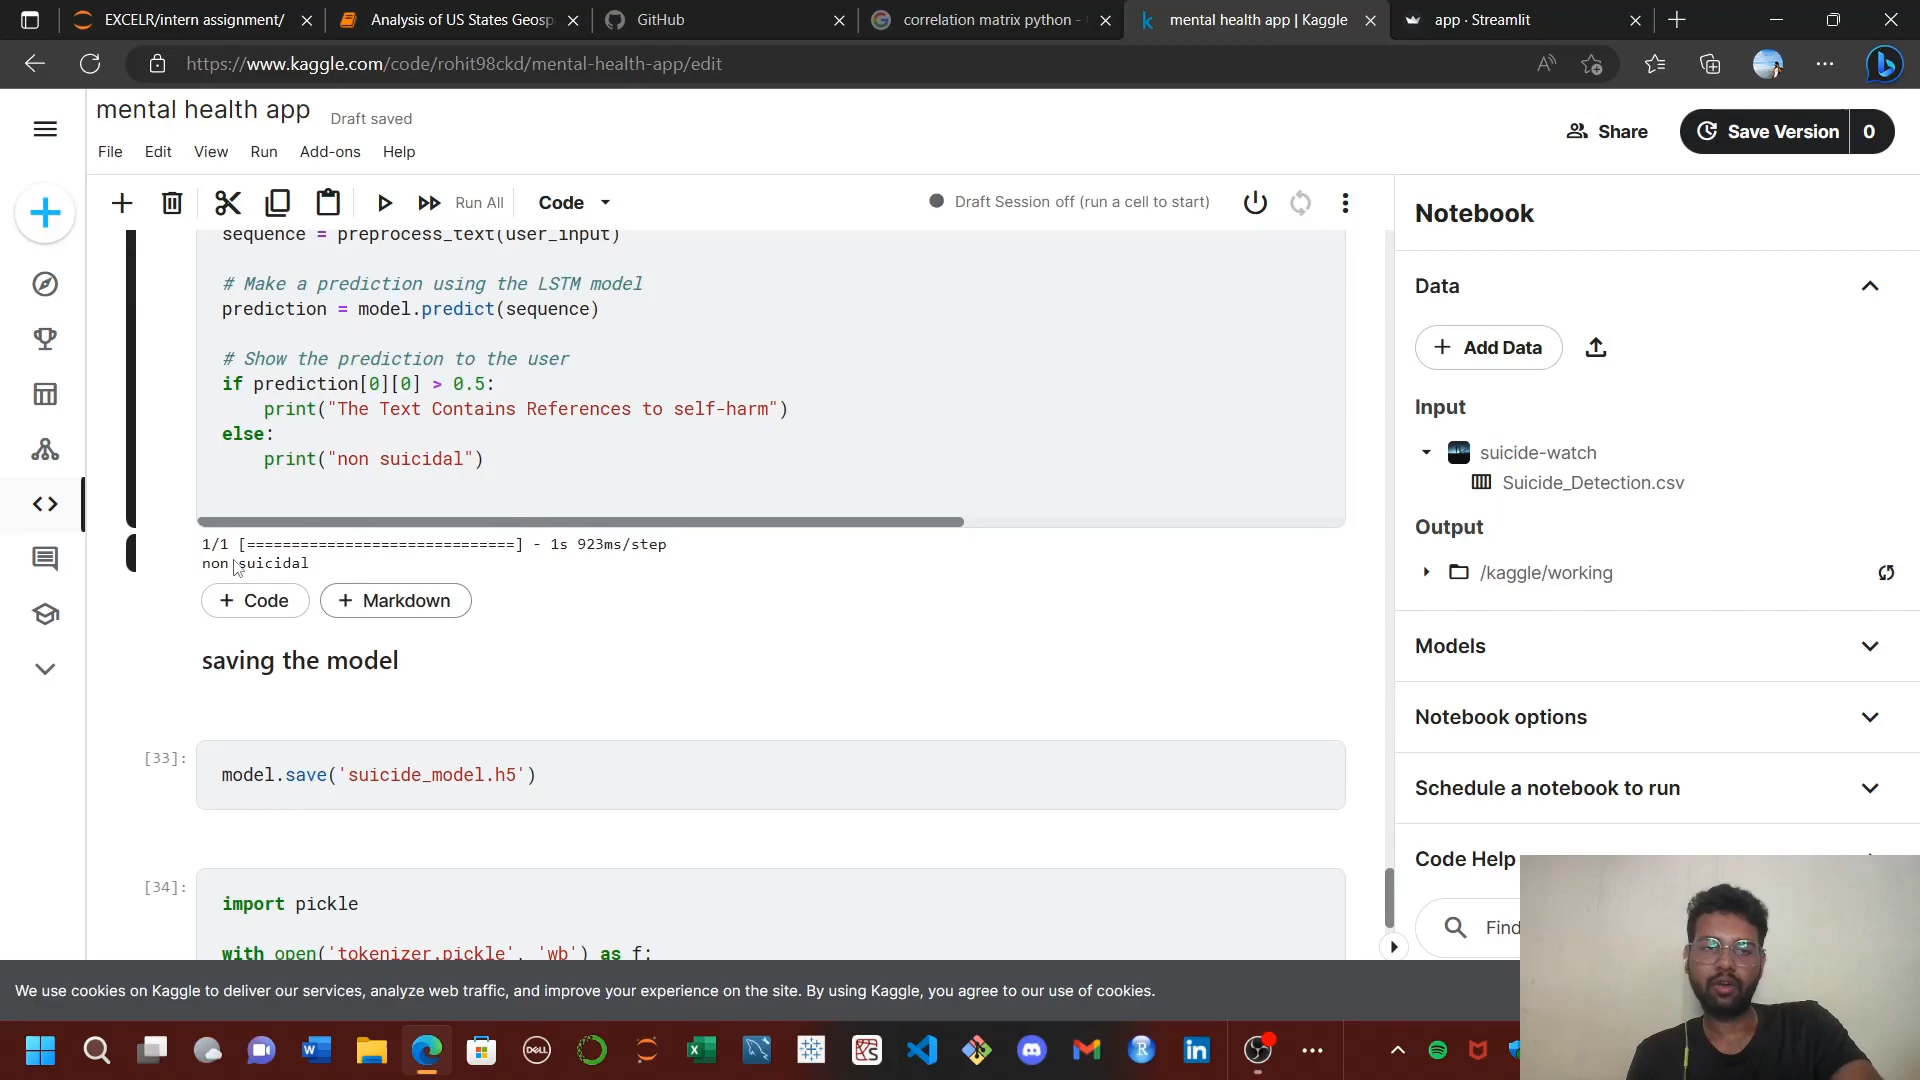 EXCELR/intern assignment/
Analysis of US States Geosp
GitHub
correlation matrix python -
mental health app | Kaggle
app · Streamlit
https://www.kaggle.com/code/rohit98ckd/mental-health-app/edit
mental health app
Draft saved
Share
Save Version
0
File Edit View Run Add-ons Help
Run All
Code
Draft Session off (run a cell to start)
Notebook
sequence = preprocess_text(user_input)
# Make a prediction using the LSTM model
prediction = model.predict(sequence)
# Show the prediction to the user
if prediction[0][0] > 0.5:
print("The Text Contains References to self-harm")
else:
print("non suicidal")
1/1 [==============================] - 1s 923ms/step
non suicidal
+ Code
+ Markdown
saving the model
[33]:
model.save('suicide_model.h5')
[34]:
import pickle
with open('tokenizer.pickle', 'wb') as f:
Data
+ Add Data
Input
suicide-watch
Suicide_Detection.csv
Output
/kaggle/working
Models
Notebook options
Schedule a notebook to run
Code Help
Find
We use cookies on Kaggle to deliver our services, analyze web traffic, and improve your experience on the site. By using Kaggle, you agree to our use of cookies.
DELL